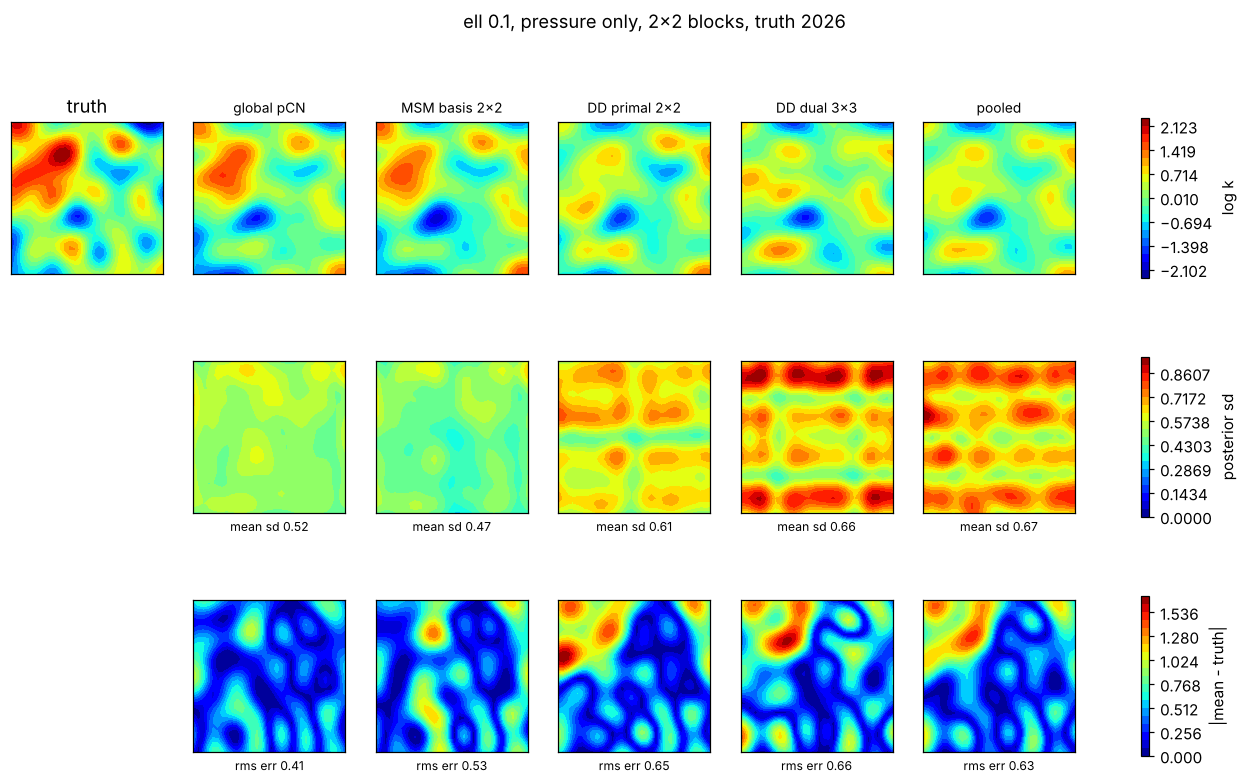 ell 0.1, pressure only, 2×2 blocks, truth 2026
truth
global pCN
MSM basis 2×2
DD primal 2×2
DD dual 3×3
pooled
2.123
1.419
0.714
0.010
−0.694
−1.398
−2.102
log k
mean sd 0.52
mean sd 0.47
mean sd 0.61
mean sd 0.66
mean sd 0.67
0.8607
0.7172
0.5738
0.4303
0.2869
0.1434
0.0000
posterior sd
rms err 0.41
rms err 0.53
rms err 0.65
rms err 0.66
rms err 0.63
1.536
1.280
1.024
0.768
0.512
0.256
0.000
|mean - truth|